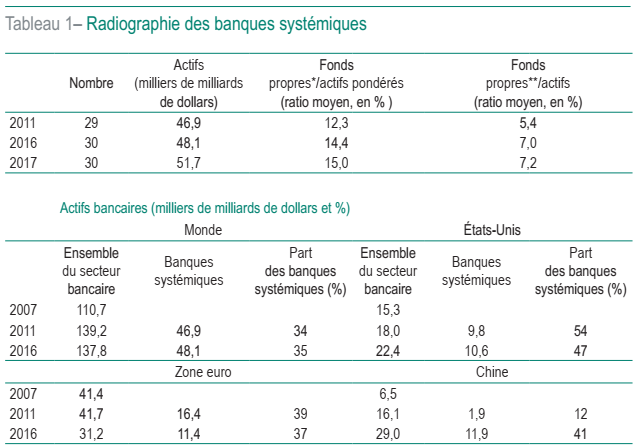 Tableau 1– Radiographie des banques systémiques
Actifs Fonds Fonds
Nombre (milliers de milliards propres*/actifs pondérés propres**/actifs
de dollars) (ratio moyen, en % ) (ratio moyen, en %)
2011 29 46,9 12,3 5,4
2016 30 48,1 14,4 7,0
2017 30 51,7 15,0 7,2
Actifs bancaires (milliers de milliards de dollars et %)
Monde États-Unis
Ensemble Banques Part Ensemble Banques Part
du secteur systémiques des banques du secteur systémiques des banques
bancaire systémiques (%) bancaire systémiques (%)
2007 110,7 15,3
2011 139,2 46,9 34 18,0 9,8 54
2016 137,8 48,1 35 22,4 10,6 47
Zone euro Chine
2007 41,4 6,5
2011 41,7 16,4 39 16,1 1,9 12
2016 31,2 11,4 37 29,0 11,9 41